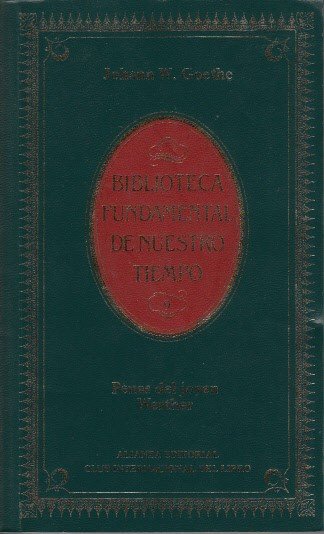 Johann W. Goethe
BIBLIOTECA
FUNDAMENTAL
DE NUESTRO
TIEMPO
Penas del joven
Werther
ALIANZA EDITORIAL
CLUB INTERNACIONAL DEL LIBRO